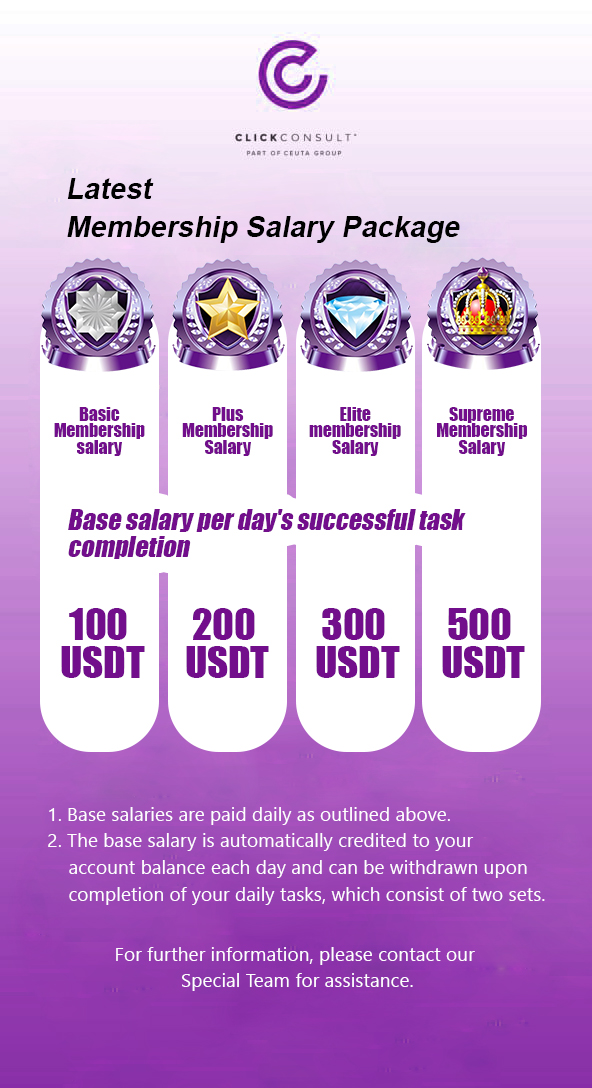 CLICKCONSULT
PART OF CEUTA GROUP
Latest
Membership Salary Package
Basic
Membership
salary
Plus
Membership
Salary
Elite
membership
Salary
Supreme
Membership
Salary
Base salary per day's successful task
completion
100
USDT
200
USDT
300
USDT
500
USDT
1. Base salaries are paid daily as outlined above.
2. The base salary is automatically credited to your
account balance each day and can be withdrawn upon
completion of your daily tasks, which consist of two sets.
For further information, please contact our
Special Team for assistance.